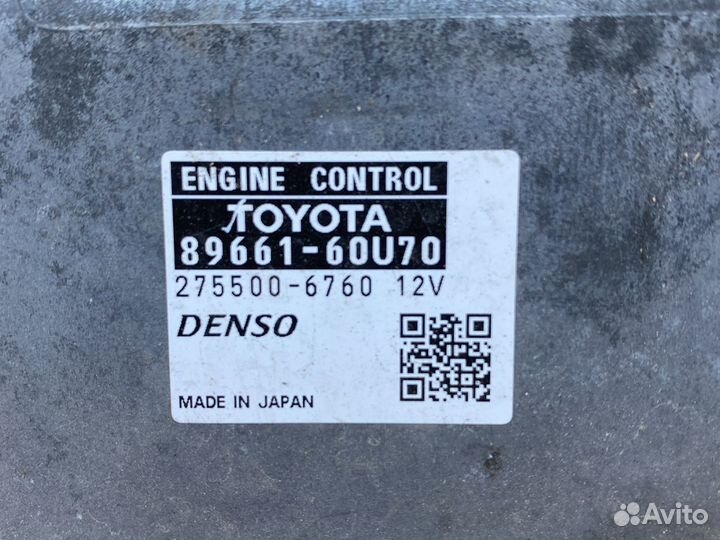 ENGINE CONTROL
TOYOTA
89661-60U70
275500-6760 12V
DENSO
MADE IN JAPAN
Avito